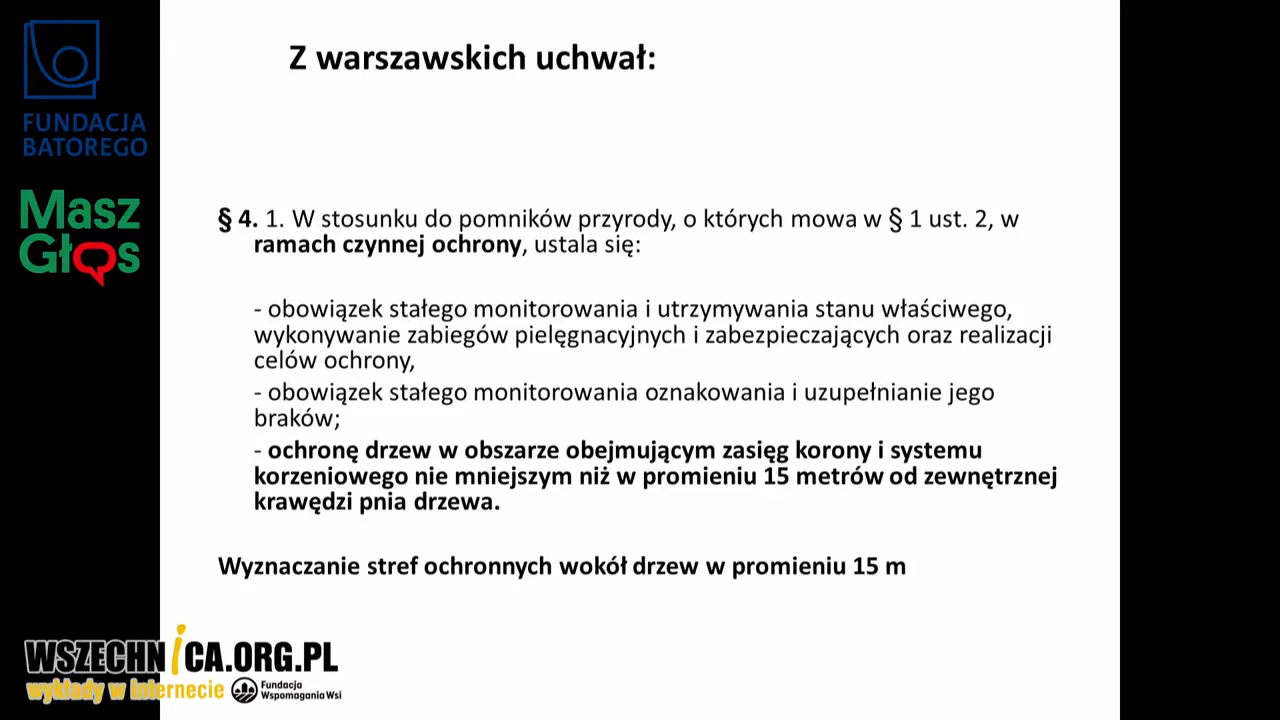 Z warszawskich uchwał:
FUNDACJA
BATOREGO
Masz
Głos
§ 4. 1. W stosunku do pomników przyrody, o których mowa w § 1 ust. 2, w
ramach czynnej ochrony, ustala się:
- obowiązek stałego monitorowania i utrzymywania stanu właściwego,
wykonywanie zabiegów pielęgnacyjnych i zabezpieczających oraz realizacji
celów ochrony,
- obowiązek stałego monitorowania oznakowania i uzupełnianie jego
braków;
- ochronę drzew w obszarze obejmującym zasięg korony i systemu
korzeniowego nie mniejszym niż w promieniu 15 metrów od zewnętrznej
krawędzi pnia drzewa.
Wyznaczanie stref ochronnych wokół drzew w promieniu 15 m
WSZECHNiCA.ORG.PL
wykłady w internecie
Fundacja
Wspomagania Wsi